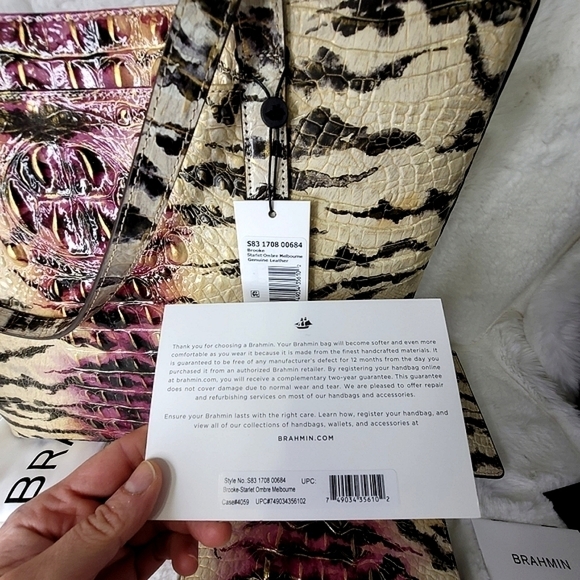 BRAHMIN
BRA
S83 1708 00684
Brooke
Starlet Ombre Melbourne
Genuine Leather
749034356102
Thank you for choosing a Brahmin. Your Brahmin bag will become softer and even more
comfortable as you wear it because it is made from the finest handcrafted materials. It
is guaranteed to be free of any manufacturer's defect for 12 months from the day you
purchased it from an authorized Brahmin retailer. By registering your handbag online
at brahmin.com, you will receive a complementary two-year guarantee. This guarantee
does not cover damage due to normal wear and tear. We are pleased to offer repair
and refurbishing services on most of our handbags and accessories.
Ensure your Brahmin lasts with the right care. Learn how, register your handbag, and
view all of our collections of handbags, wallets, and accessories at
BRAHMIN.COM
Style No. S83 1708 00684 UPC:
Brooke-Starlet Ombre Melbourne
Case#4059 UPC#749034356102
7 49034 35610 2
BRAHMIN